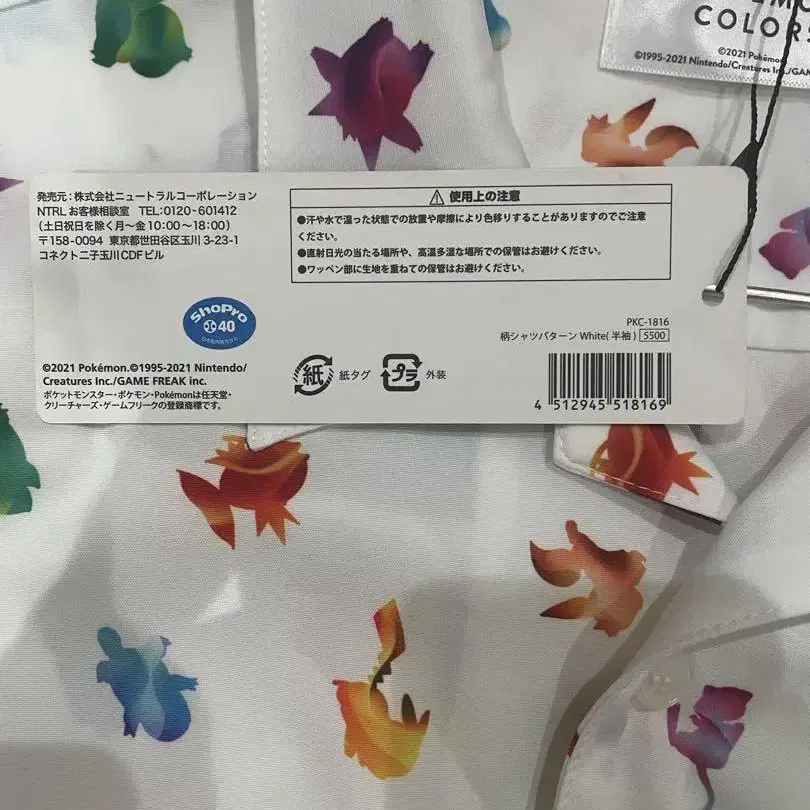 COLORS
©2021 Pokémon.
©1995-2021 Nintendo/Creatures Inc./GAM
発売元：株式会社ニュートラルコーポレーション
NTRL お客様相談室 TEL:0120-601412
（土日祝日を除く月〜金 10:00〜18:00）
〒158-0094 東京都世田谷区玉川 3-23-1
コネクト二子玉川CDFビル
⚠ 使用上の注意
●汗や水で湿った状態での放置や摩擦により色移りすることがありますのでご注意
ください。
●直射日光の当たる場所や、高温多湿な場所での保管はお避けください。
●ワッペン部に生地を重ねての保管はお避けください。
ShoPro
40
PKC-1816
柄シャツパターン White( 半袖 ) 5500
©2021 Pokémon.©1995-2021 Nintendo/
Creatures Inc./GAME FREAK inc.
ポケットモンスター・ポケモン・Pokémonは任天堂・
クリーチャーズ・ゲームフリークの登録商標です。
紙 紙タグ プラ 外装
4 512945 518169